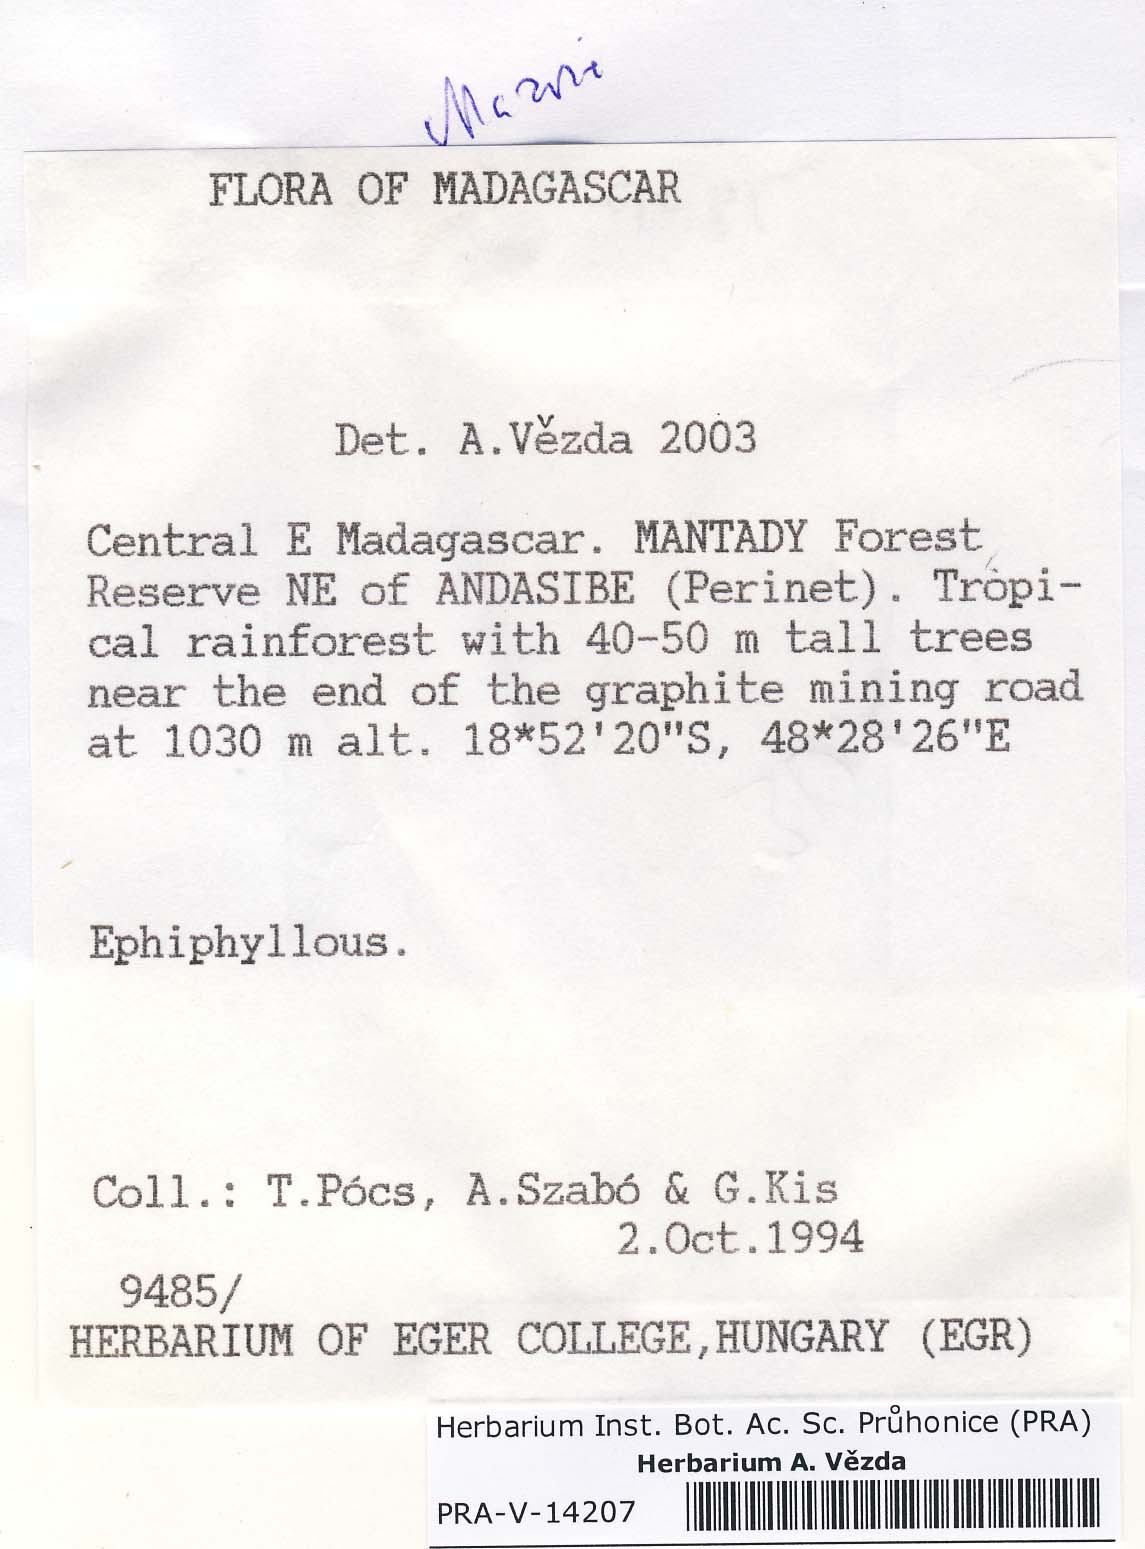 FLORA OF MADAGASCAR
Det. A.Vězda 2003
Central E Madagascar. MANTADY Forest
Reserve NE of ANDASIBE (Perinet). Tropi-
cal rainforest with 40-50 m tall trees
near the end of the graphite mining road
at 1030 m alt. 18*52'20"S, 48*28'26"E
Ephiphyllous.
Coll.: T.Pócs, A.Szabó & G.Kis
2.Oct.1994
9485/
HERBARIUM OF EGER COLLEGE,HUNGARY (EGR)
Herbarium Inst. Bot. Ac. Sc. Průhonice (PRA)
Herbarium A. Vězda
PRA-V-14207